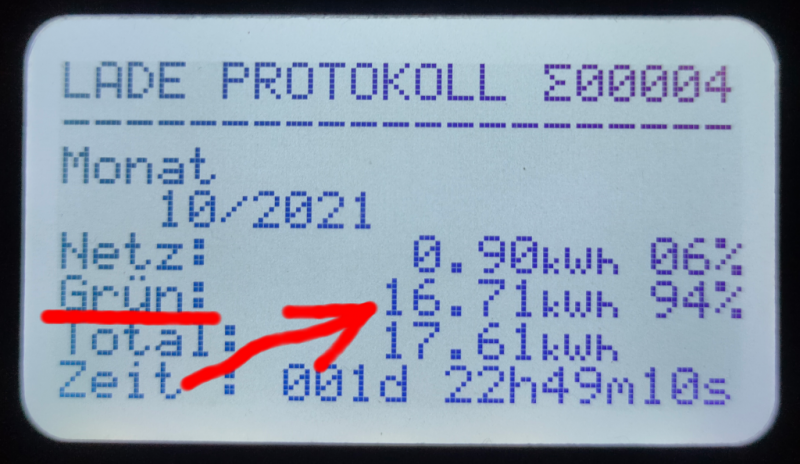 LADE PROTOKOLL Σ00004
---------------------
Monat
10/2021
Netz: 0.90kWh 06%
Grün: 16.71kWh 94%
Total: 17.61kWh
Zeit : 001d 22h49m10s